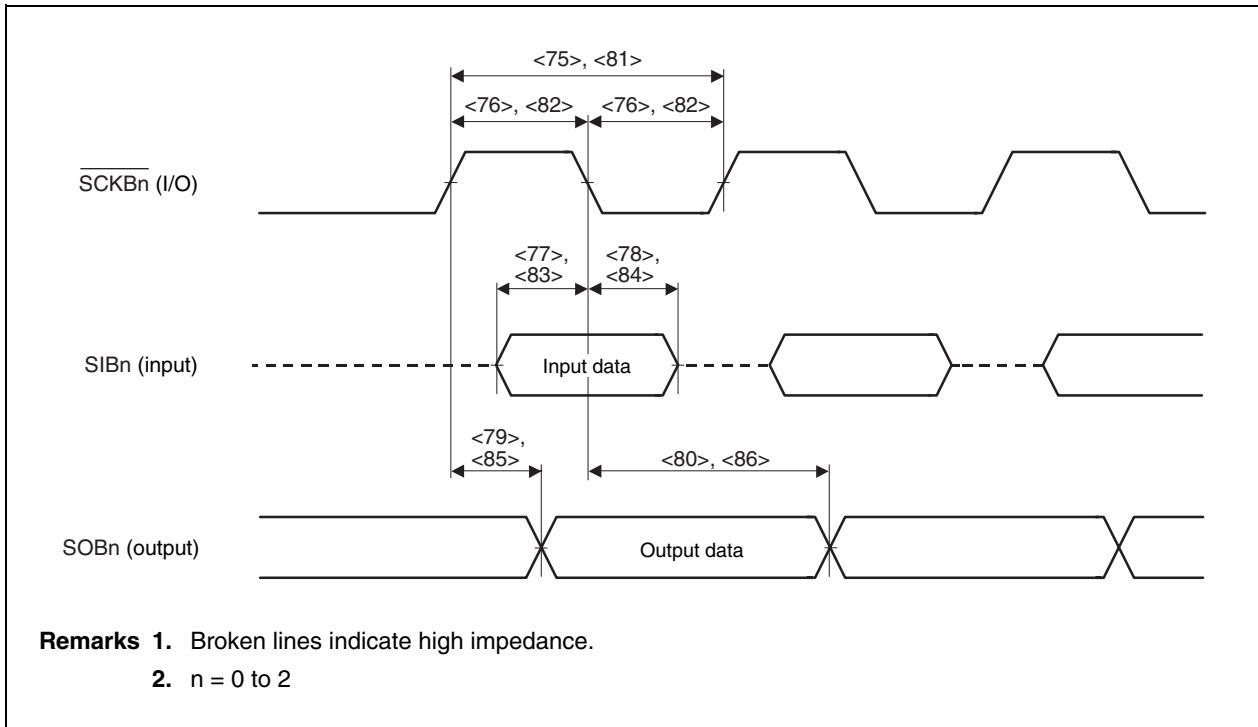 <75>, <81>
<76>, <82> <76>, <82>
SCKBn (I/O)
<77>, <78>,
<83> <84>
SIBn (input)
Input data
<79>,
<85>
<80>, <86>
SOBn (output)
Output data
Remarks 1. Broken lines indicate high impedance.
2. n = 0 to 2